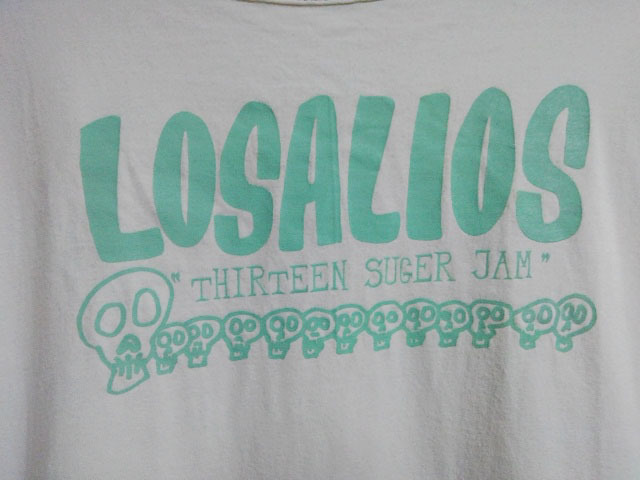 LOSALIOS
"THIRTEEN SUGER JAM"